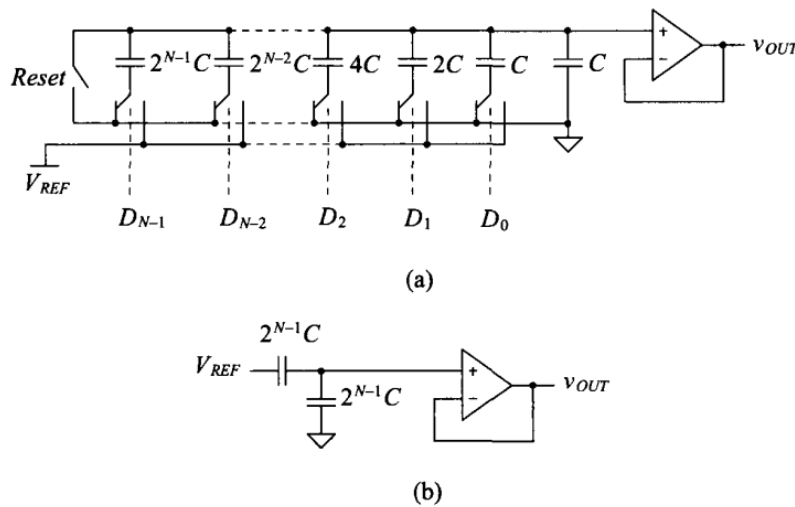 Reset
2^{N-1}C
2^{N-2}C
4C
2C
C
C
+
−
v_{OUT}
V_{REF}
D_{N-1}
D_{N-2}
D_2
D_1
D_0
(a)
2^{N-1}C
V_{REF}
2^{N-1}C
+
−
v_{OUT}
(b)